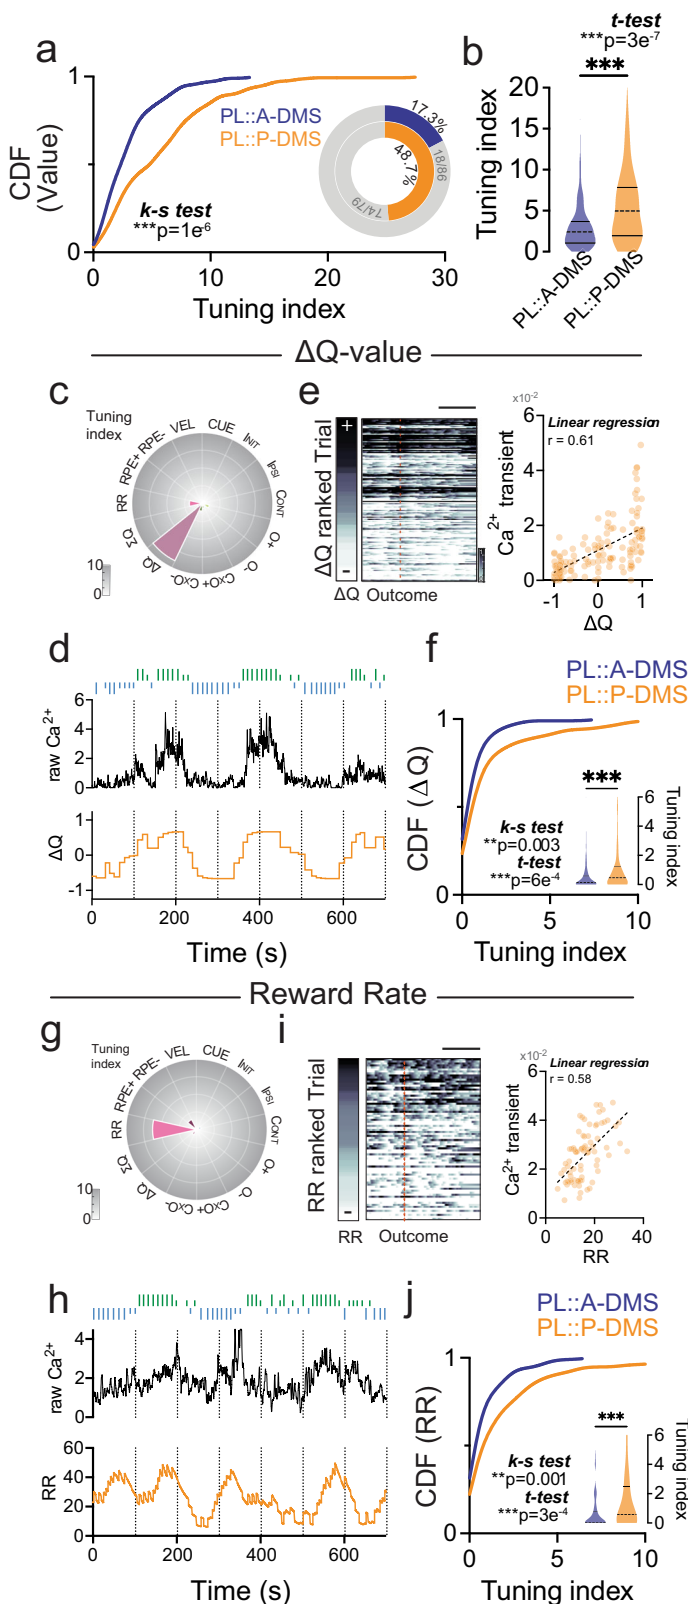 a
1
CDF
(Value)
0
PL::A-DMS
PL::P-DMS
17.3%
48.7%
18/86
74/79
k-s test
***p=1e-6
0 10 20 30
Tuning index
b
t-test
***p=3e-7
***
20
15
10
5
0
Tuning index
PL::A-DMS
PL::P-DMS
ΔQ-value
c
Tuning
index
VEL
CUE
INIT
IPSI
CONT
O+
O-
CxO+
CxO-
ΔQ
ΣQ
RR
RPE+
RPE-
10
0
e
+
-
ΔQ ranked Trial
ΔQ
Outcome
x10-2
Linear regression
r = 0.61
6
4
2
0
Ca2+ transient
-1 0 1
ΔQ
d
6
4
2
0
raw Ca2+
1
0
-1
ΔQ
0 200 400 600
Time (s)
f
PL::A-DMS
PL::P-DMS
1
0
CDF (ΔQ)
k-s test
**p=0.003
t-test
***p=6e-4
***
6
4
2
0
Tuning index
0 5 10
Tuning index
Reward Rate
g
Tuning
index
VEL
CUE
INIT
IPSI
CONT
O+
O-
CxO+
CxO-
ΔQ
ΣQ
RR
RPE+
RPE-
10
0
i
-
RR ranked Trial
RR
Outcome
x10-2
Linear regression
r = 0.58
6
4
2
0
Ca2+ transient
0 20 40
RR
h
4
2
0
raw Ca2+
60
40
20
0
RR
0 200 400 600
Time (s)
j
PL::A-DMS
PL::P-DMS
1
0
CDF (RR)
k-s test
**p=0.001
t-test
***p=3e-4
***
6
4
2
0
Tuning index
0 5 10
Tuning index